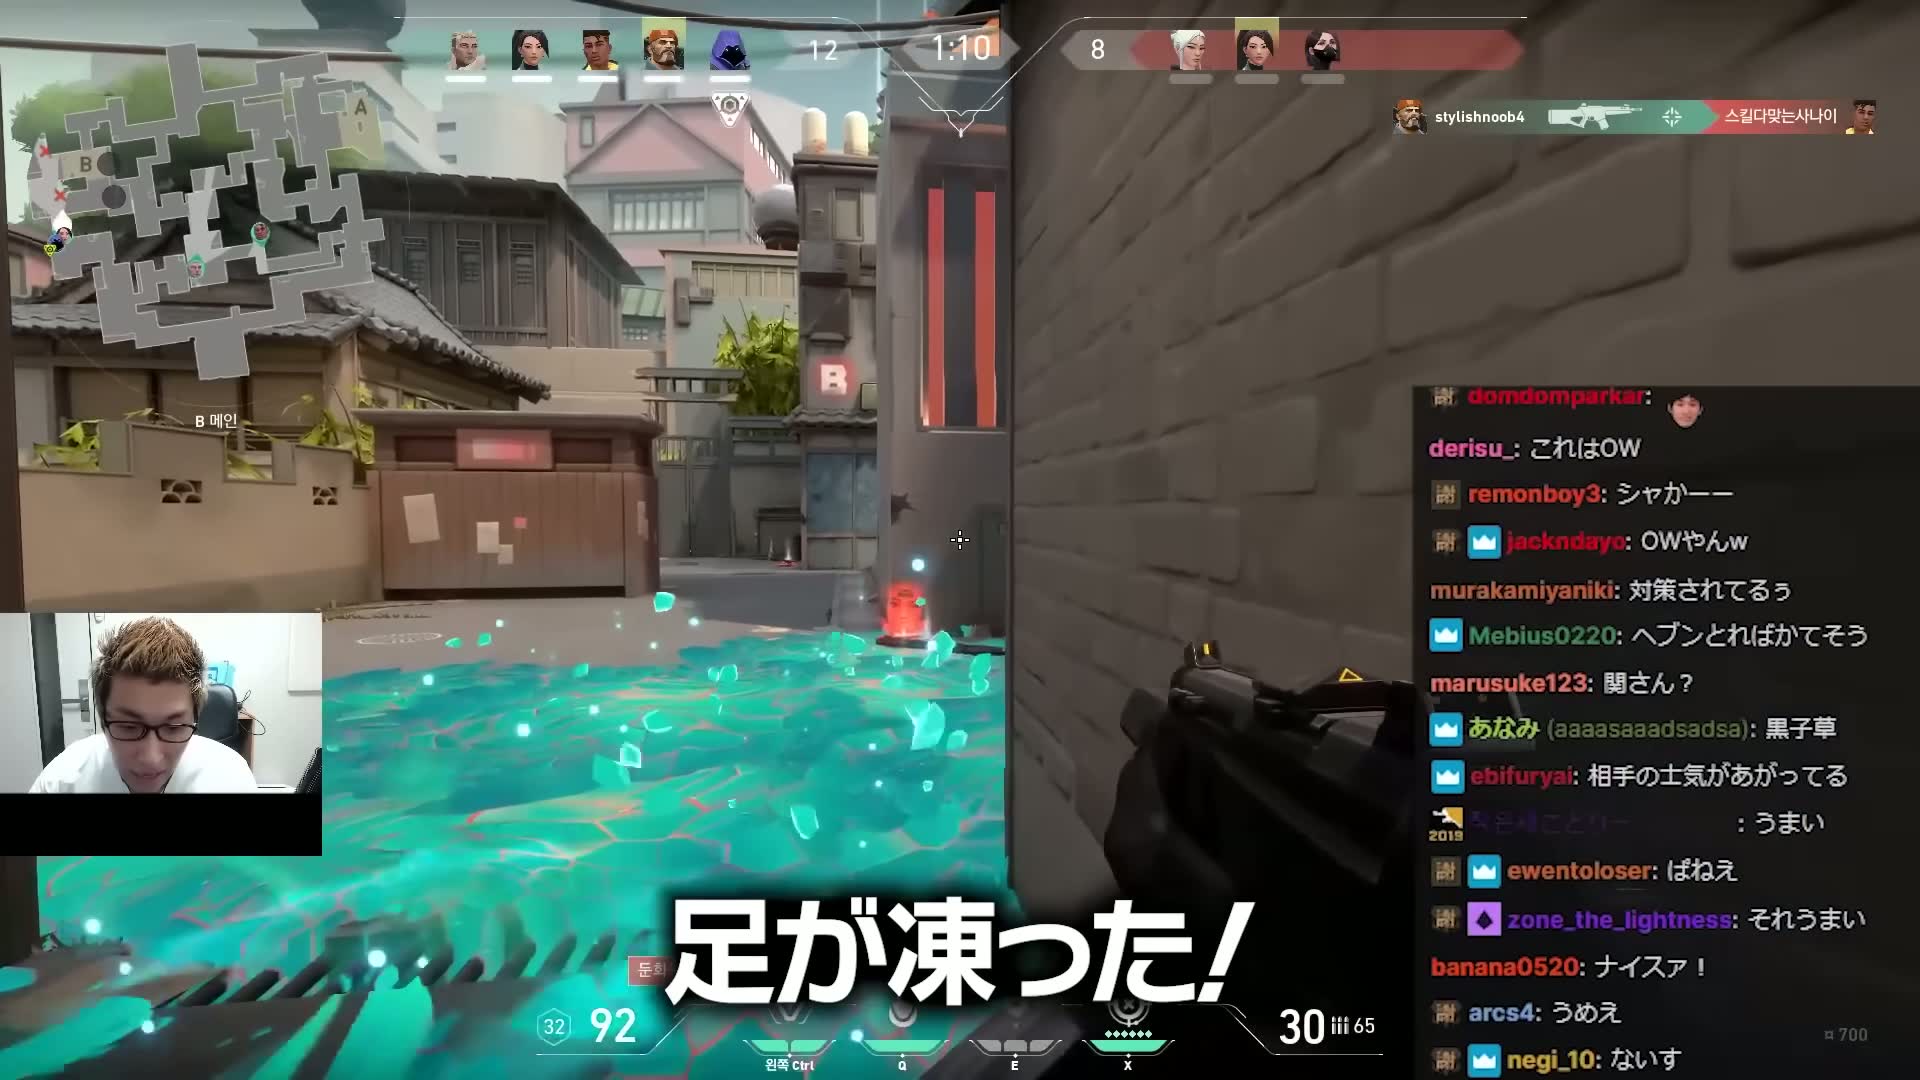 12
1:10
8
stylishnoob4
스킬다맞는사나이
A
B
B 메인
B
domdomparkar:
derisu_: これはOW
remonboy3: シャかーー
jackndayo: OWやんw
murakamiyaniki: 対策されてるぅ
Mebius0220: ヘブンとればかてそう
marusuke123: 関さん？
あなみ (aaaasaaadsadsa): 黒子草
ebifuryai: 相手の士気があがってる
2019
: うまい
ewentoloser: ぱねえ
zone_the_lightness: それうまい
banana0520: ナイスァ！
arcs4: うめえ
negi_10: ないす
足が凍った!
둔화
32
92
30
65
700
왼쪽 Ctrl
Q
E
X